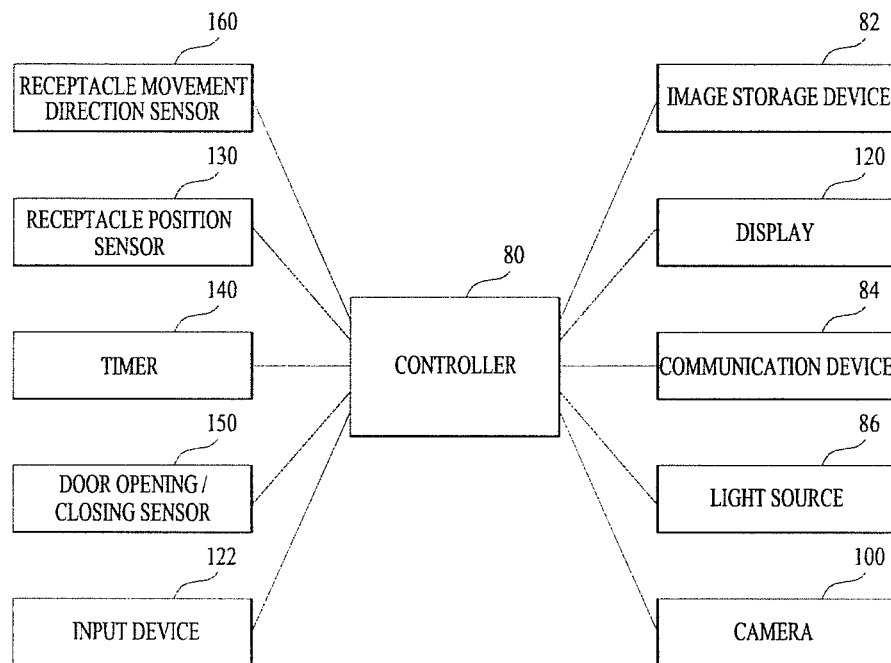 160
RECEPTACLE MOVEMENT
DIRECTION SENSOR
130
RECEPTACLE POSITION
SENSOR
140
TIMER
150
DOOR OPENING /
CLOSING SENSOR
122
INPUT DEVICE
80
CONTROLLER
82
IMAGE STORAGE DEVICE
120
DISPLAY
84
COMMUNICATION DEVICE
86
LIGHT SOURCE
100
CAMERA